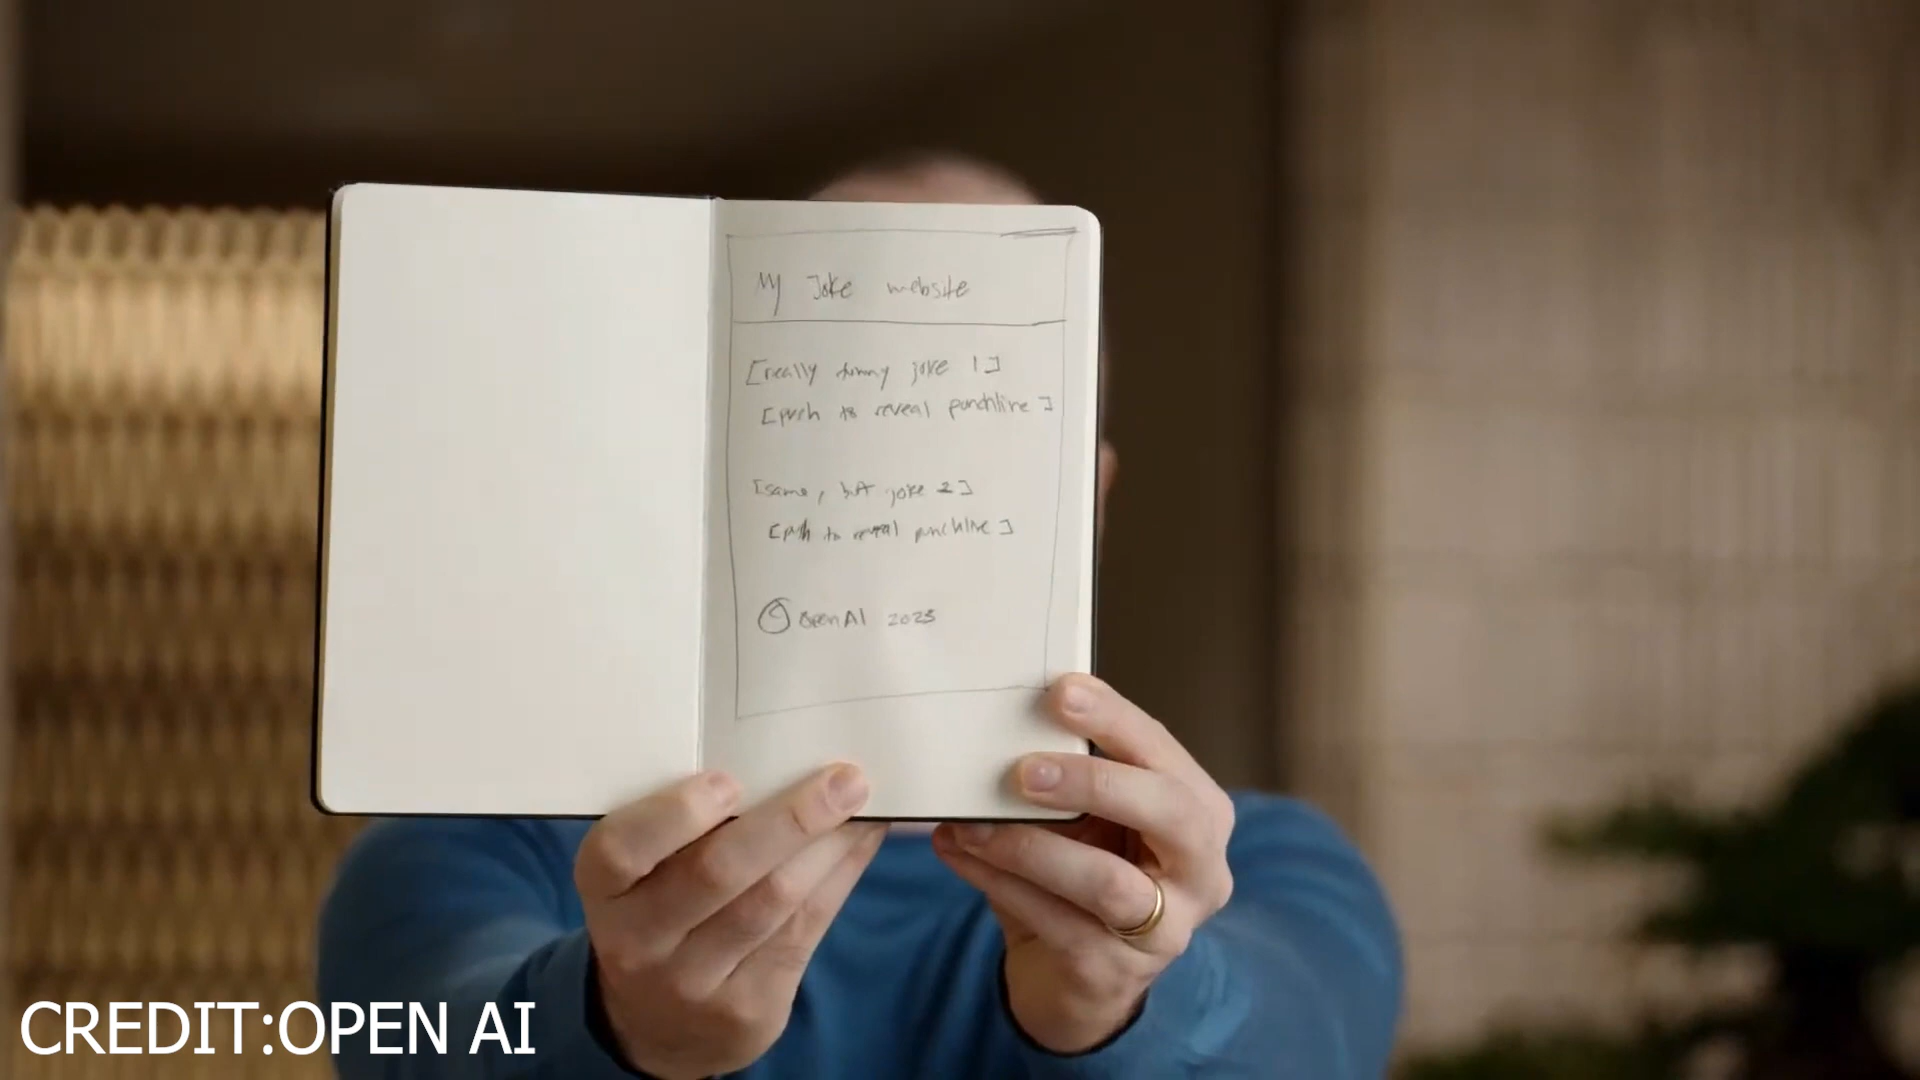 My Joke website
[really funny joke 1]
[push to reveal punchline]
[same, but joke 2]
[push to reveal punchline]
© OpenAI 2023
CREDIT:OPEN AI